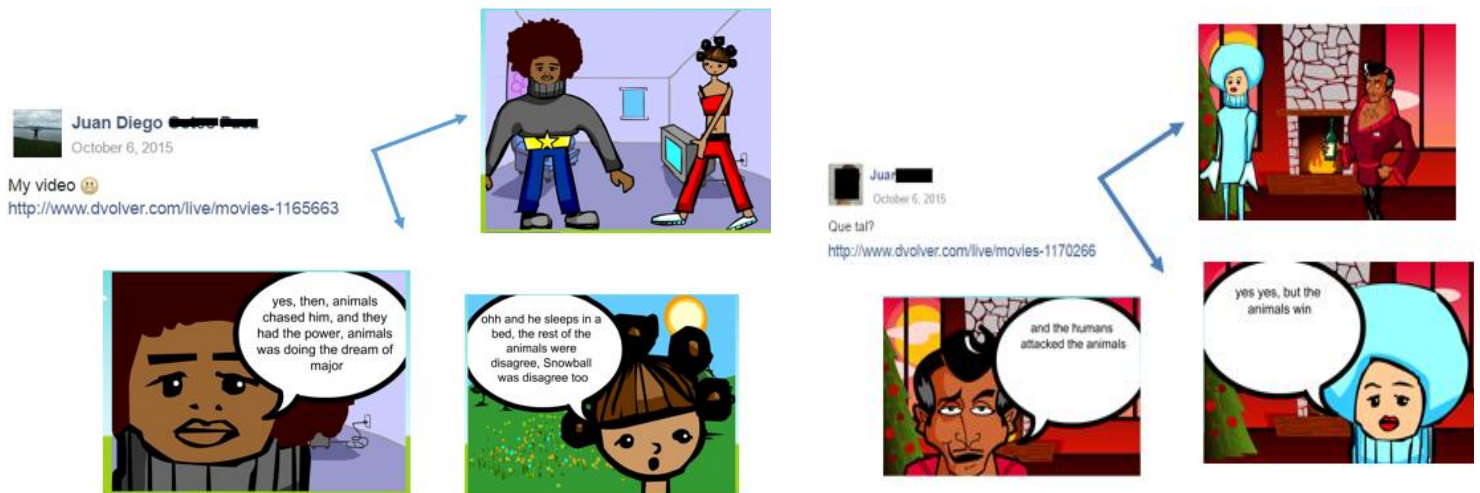 Juan Diego
October 6, 2015
My video
http://www.dvolver.com/live/movies-1165663
yes, then, animals
chased him, and they
had the power, animals
was doing the dream of
major
ohh and he sleeps in a
bed, the rest of the
animals were
disagree, Snowball
was disagree too
October 6, 2015
Que tal?
http://www.dvolver.com/live/movies-1170266
and the humans
attacked the animals
yes yes, but the
animals win